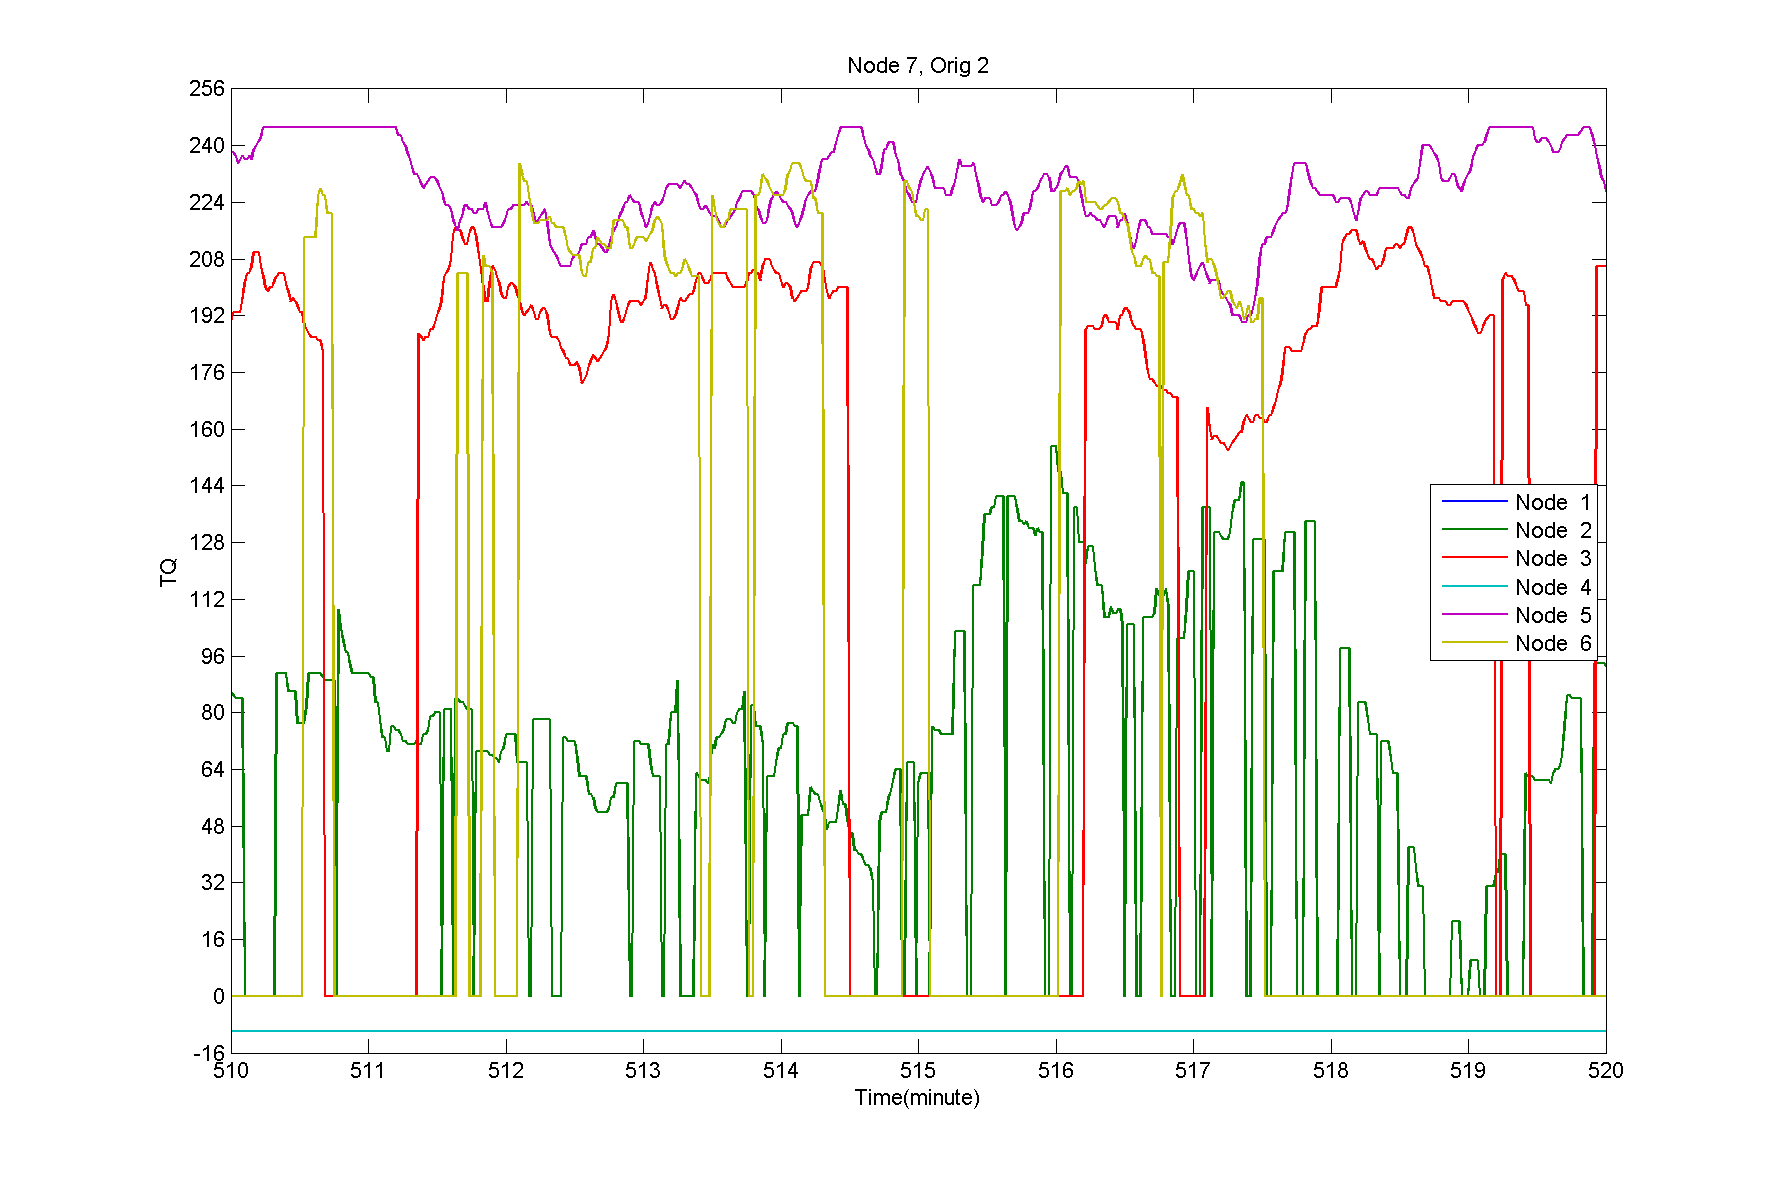 Node 7, Orig 2
256
240
224
208
192
176
160
144
128
112
96
80
64
48
32
16
0
-16
TQ
Node 1
Node 2
Node 3
Node 4
Node 5
Node 6
510 511 512 513 514 515 516 517 518 519 520
Time(minute)